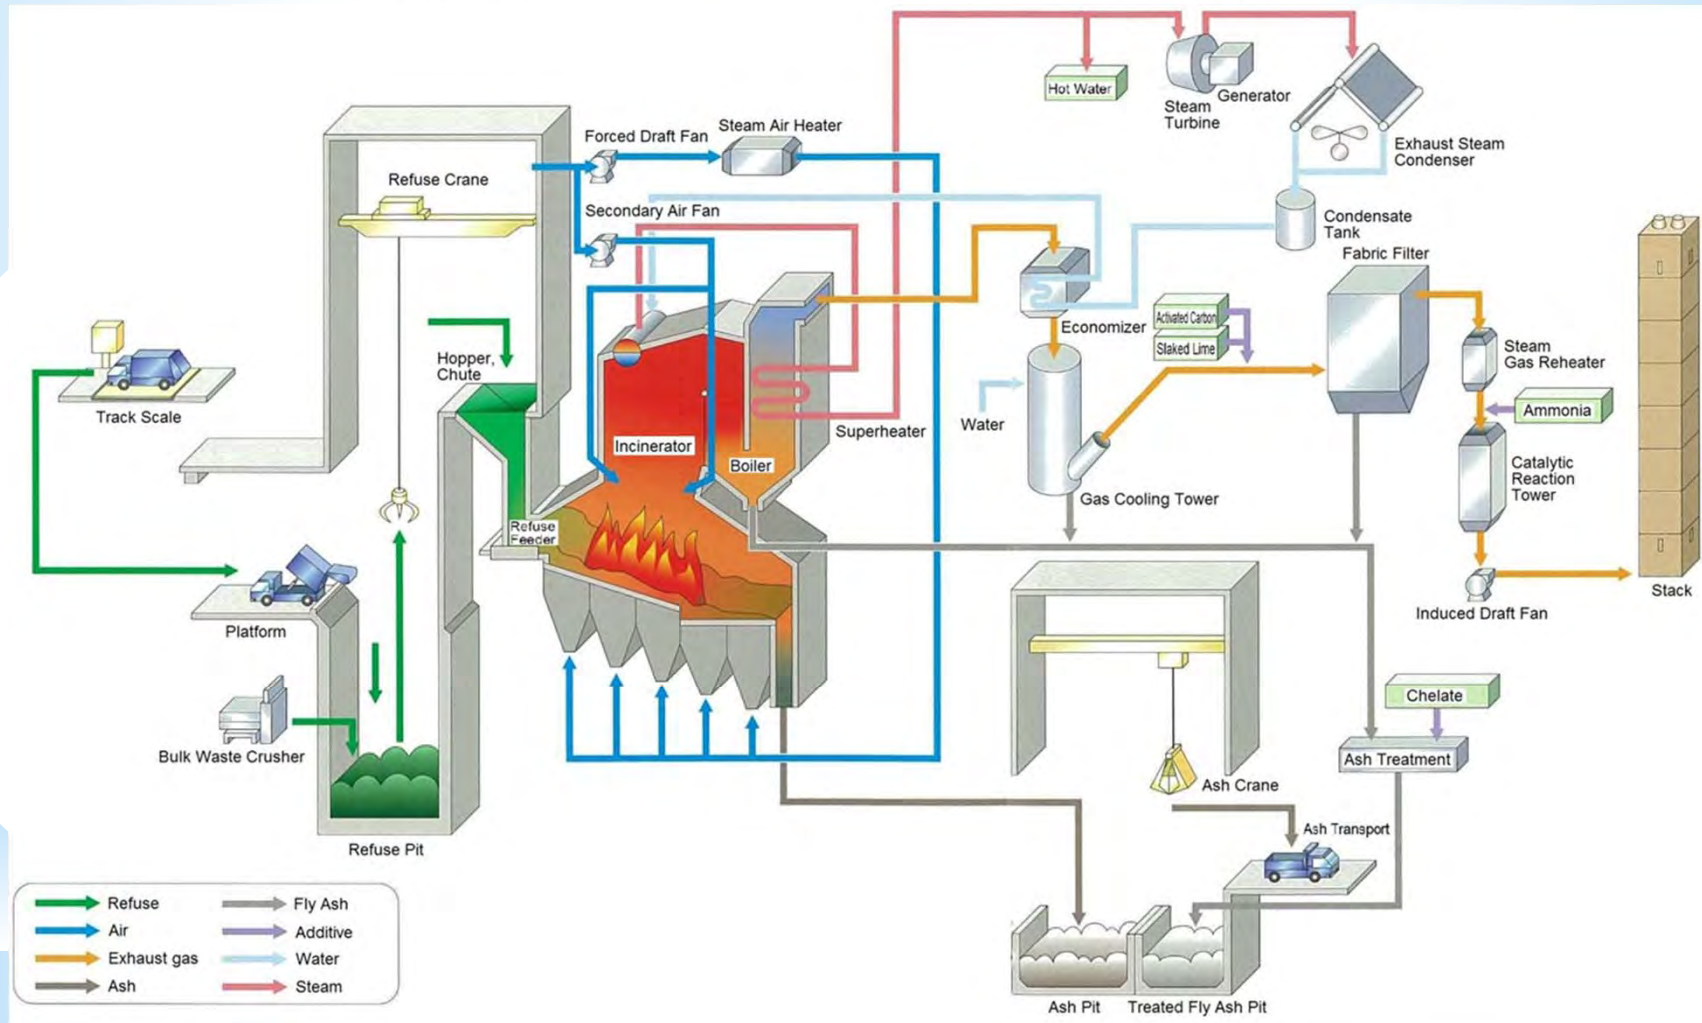 Hot Water
Generator
Steam
Turbine
Exhaust Steam
Condenser
Forced Draft Fan
Steam Air Heater
Refuse Crane
Secondary Air Fan
Condensate
Tank
Fabric Filter
Economizer
Activated Carbon
Slaked Lime
Steam
Gas Reheater
Hopper,
Chute
Track Scale
Ammonia
Water
Superheater
Incinerator
Boiler
Gas Cooling Tower
Catalytic
Reaction
Tower
Refuse
Feeder
Stack
Induced Draft Fan
Platform
Chelate
Bulk Waste Crusher
Ash Treatment
Ash Crane
Ash Transport
Refuse Pit
Refuse
Fly Ash
Air
Additive
Exhaust gas
Water
Ash
Steam
Ash Pit
Treated Fly Ash Pit